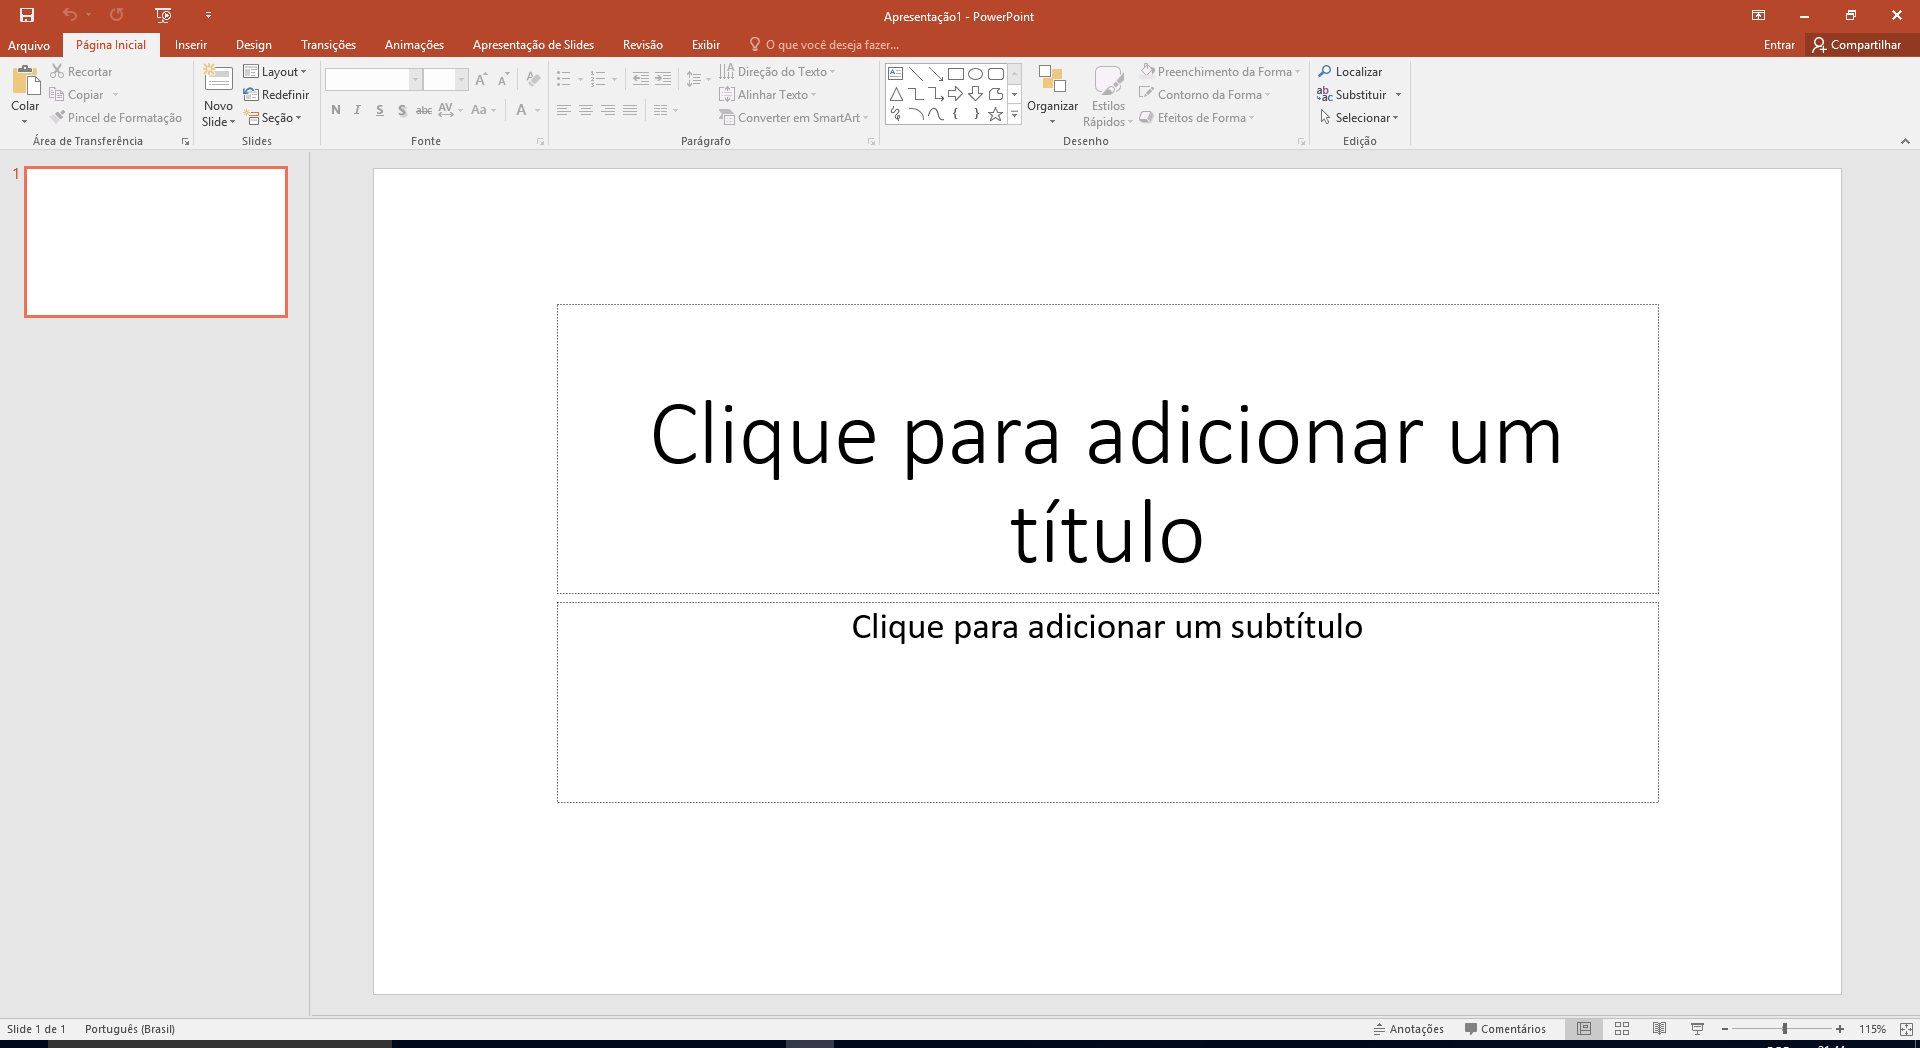 Apresentação1 - PowerPoint
Arquivo Página Inicial Inserir Design Transições Animações Apresentação de Slides Revisão Exibir O que você deseja fazer... Entrar Compartilhar
Colar
Recortar
Copiar
Pincel de Formatação
Área de Transferência
Novo
Slide
Layout
Redefinir
Seção
Slides
N I S S abc AV Aa A
Fonte
Direção do Texto
Alinhar Texto
Converter em SmartArt
Parágrafo
Organizar
Estilos
Rápidos
Preenchimento da Forma
Contorno da Forma
Efeitos de Forma
Desenho
Localizar
Substituir
Selecionar
Edição
1
Clique para adicionar um
título
Clique para adicionar um subtítulo
Slide 1 de 1 Português (Brasil) Anotações Comentários 115%